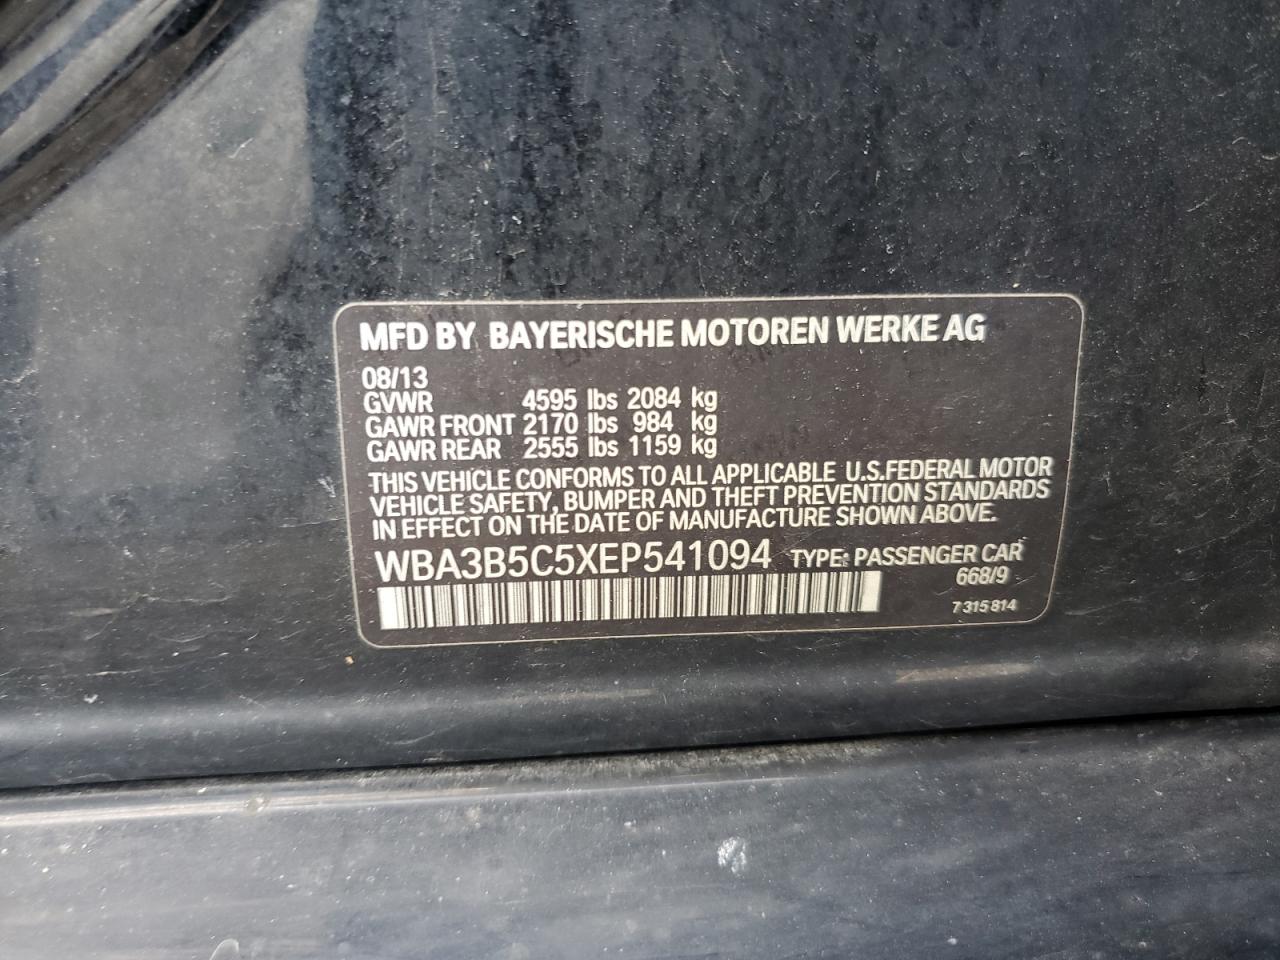 MFD BY BAYERISCHE MOTOREN WERKE AG
08/13
GVWR 4595 lbs 2084 kg
GAWR FRONT 2170 lbs 984 kg
GAWR REAR 2555 lbs 1159 kg
THIS VEHICLE CONFORMS TO ALL APPLICABLE U.S.FEDERAL MOTOR
VEHICLE SAFETY, BUMPER AND THEFT PREVENTION STANDARDS
IN EFFECT ON THE DATE OF MANUFACTURE SHOWN ABOVE.
WBA3B5C5XEP541094 TYPE: PASSENGER CAR
668/9
7 315 814